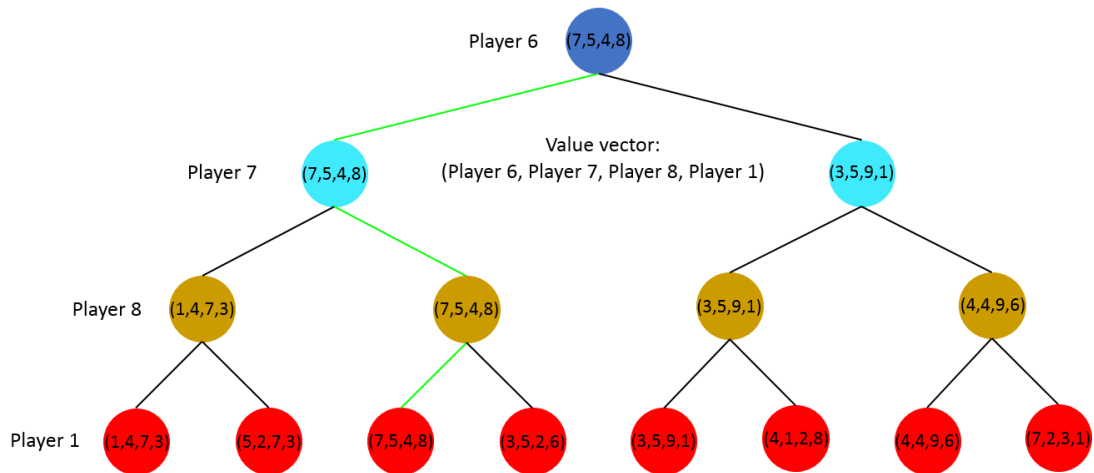 Player 6
(7,5,4,8)
Value vector:
(Player 6, Player 7, Player 8, Player 1)
Player 7
(7,5,4,8)
(3,5,9,1)
Player 8
(1,4,7,3)
(7,5,4,8)
(3,5,9,1)
(4,4,9,6)
Player 1
(1,4,7,3)
(5,2,7,3)
(7,5,4,8)
(3,5,2,6)
(3,5,9,1)
(4,1,2,8)
(4,4,9,6)
(7,2,3,1)